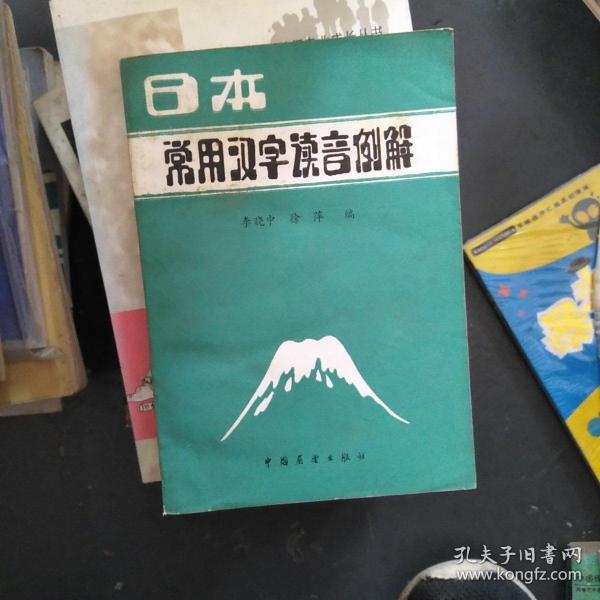 日本
常用汉字读音例解
李晓中 徐萍 编
中国展望出版社
孔夫子旧书网
www.kongfz.com